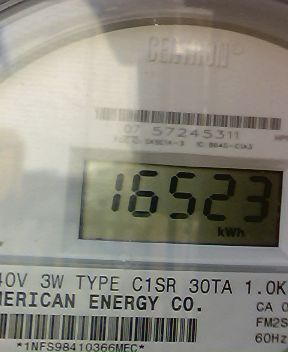 CENTRON®
07 57245311
16523
kWh
40V 3W TYPE C1SR 30TA 1.0K
MERICAN ENERGY CO.
CA 0
FM2S
60Hz
*1NFS98410366MEC*